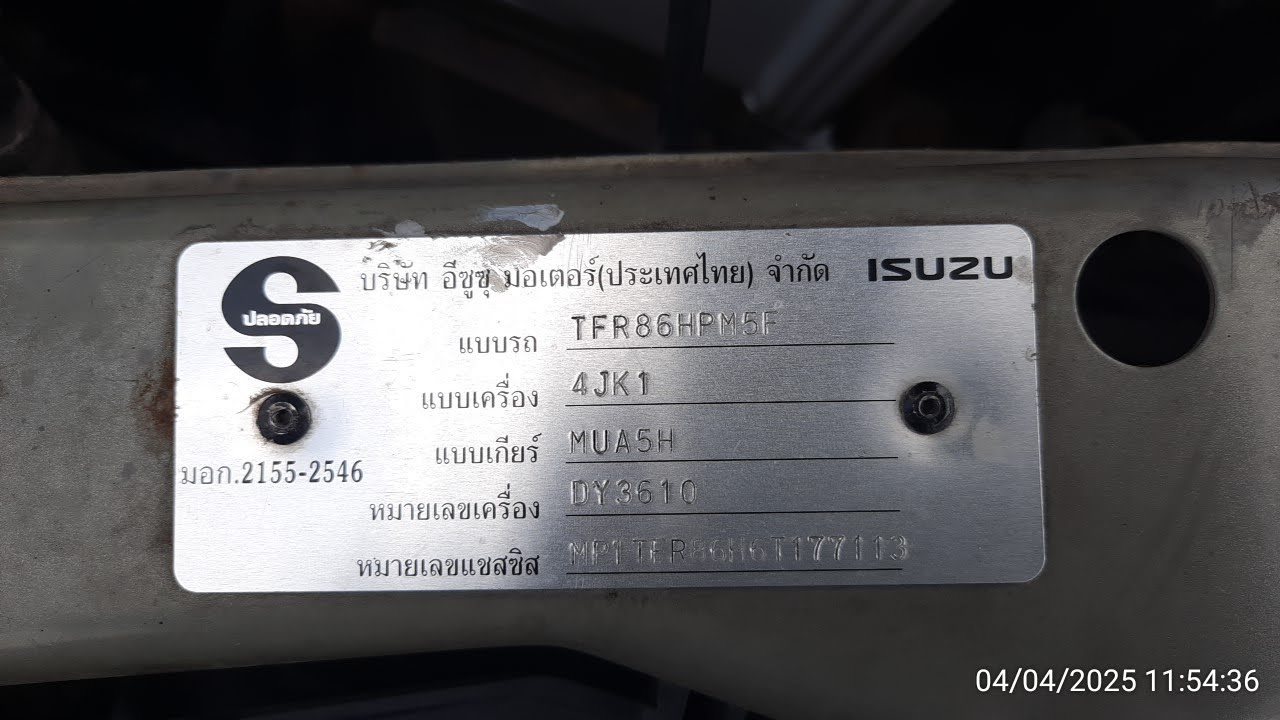 บริษัท อีซูซุ มอเตอร์(ประเทศไทย) จำกัด ISUZU
ปลอดภัย
แบบรถ TFR86HPM5F
แบบเครื่อง 4JK1
แบบเกียร์ MUA5H
มอก.2155-2546
หมายเลขเครื่อง DY3610
หมายเลขแชสซิส MP1TFR86H6T177113
04/04/2025 11:54:36